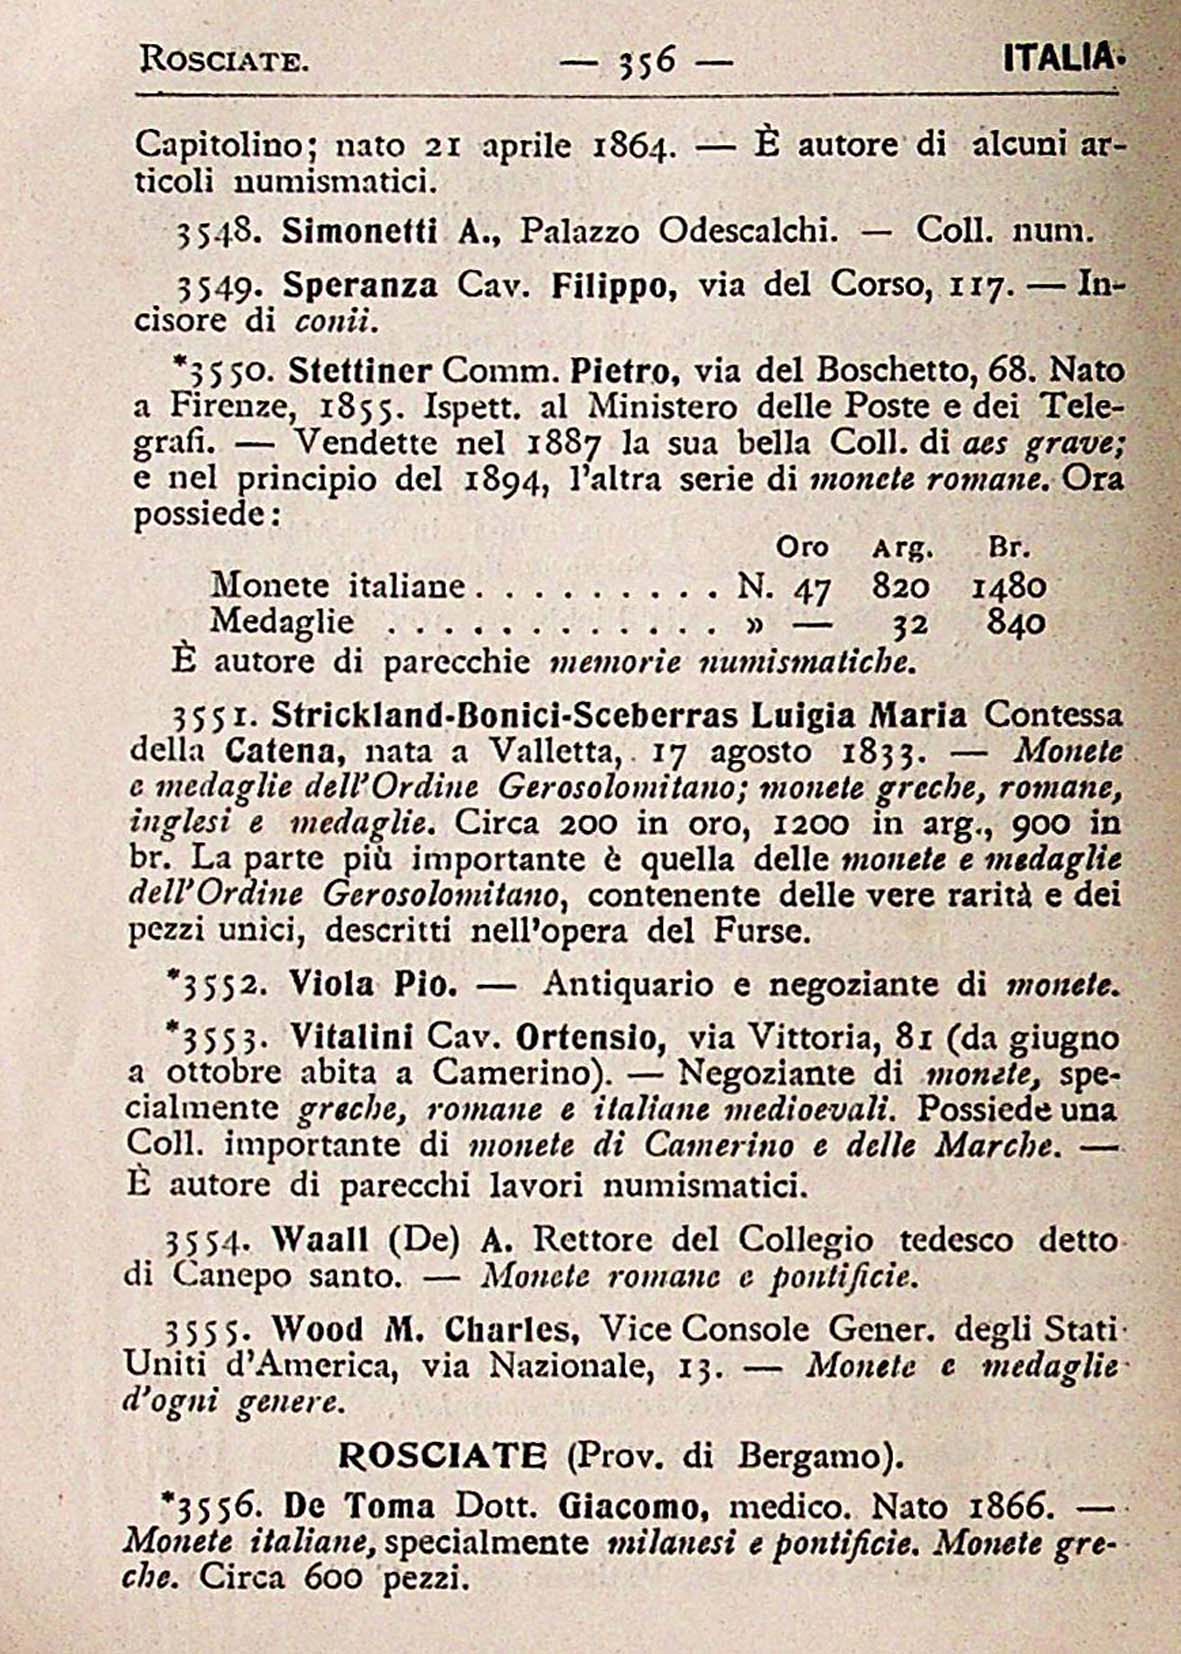 ROSCIATE. — 356 — ITALIA.
Capitolino; nato 21 aprile 1864. — È autore di alcuni ar-
ticoli numismatici.
3548. Simonetti A., Palazzo Odescalchi. — Coll. num.
3549. Speranza Cav. Filippo, via del Corso, 117. — In-
cisore di conii.
*3550. Stettiner Comm. Pietro, via del Boschetto, 68. Nato
a Firenze, 1855. Ispett. al Ministero delle Poste e dei Tele-
grafi. — Vendette nel 1887 la sua bella Coll. di aes grave;
e nel principio del 1894, l'altra serie di monete romane. Ora
possiede:
Oro Arg. Br.
Monete italiane . . . . . . . . . N. 47 820 1480
Medaglie . . . . . . . . . . . . » — 32 840
È autore di parecchie memorie numismatiche.
3551. Strickland-Bonici-Sceberras Luigia Maria Contessa
della Catena, nata a Valletta, 17 agosto 1833. — Monete
e medaglie dell'Ordine Gerosolomitano; monete greche, romane,
inglesi e medaglie. Circa 200 in oro, 1200 in arg., 900 in
br. La parte più importante è quella delle monete e medaglie
dell'Ordine Gerosolomitano, contenente delle vere rarità e dei
pezzi unici, descritti nell'opera del Furse.
*3552. Viola Pio. — Antiquario e negoziante di monete.
*3553. Vitalini Cav. Ortensio, via Vittoria, 81 (da giugno
a ottobre abita a Camerino). — Negoziante di monete, spe-
cialmente greche, romane e italiane medioevali. Possiede una
Coll. importante di monete di Camerino e delle Marche. —
È autore di parecchi lavori numismatici.
3554. Waall (De) A. Rettore del Collegio tedesco detto
di Canepo santo. — Monete romane e pontificie.
3555. Wood M. Charles, Vice Console Gener. degli Stati
Uniti d'America, via Nazionale, 13. — Monete e medaglie
d'ogni genere.
ROSCIATE (Prov. di Bergamo).
*3556. De Toma Dott. Giacomo, medico. Nato 1866. —
Monete italiane, specialmente milanesi e pontificie. Monete gre-
che. Circa 600 pezzi.